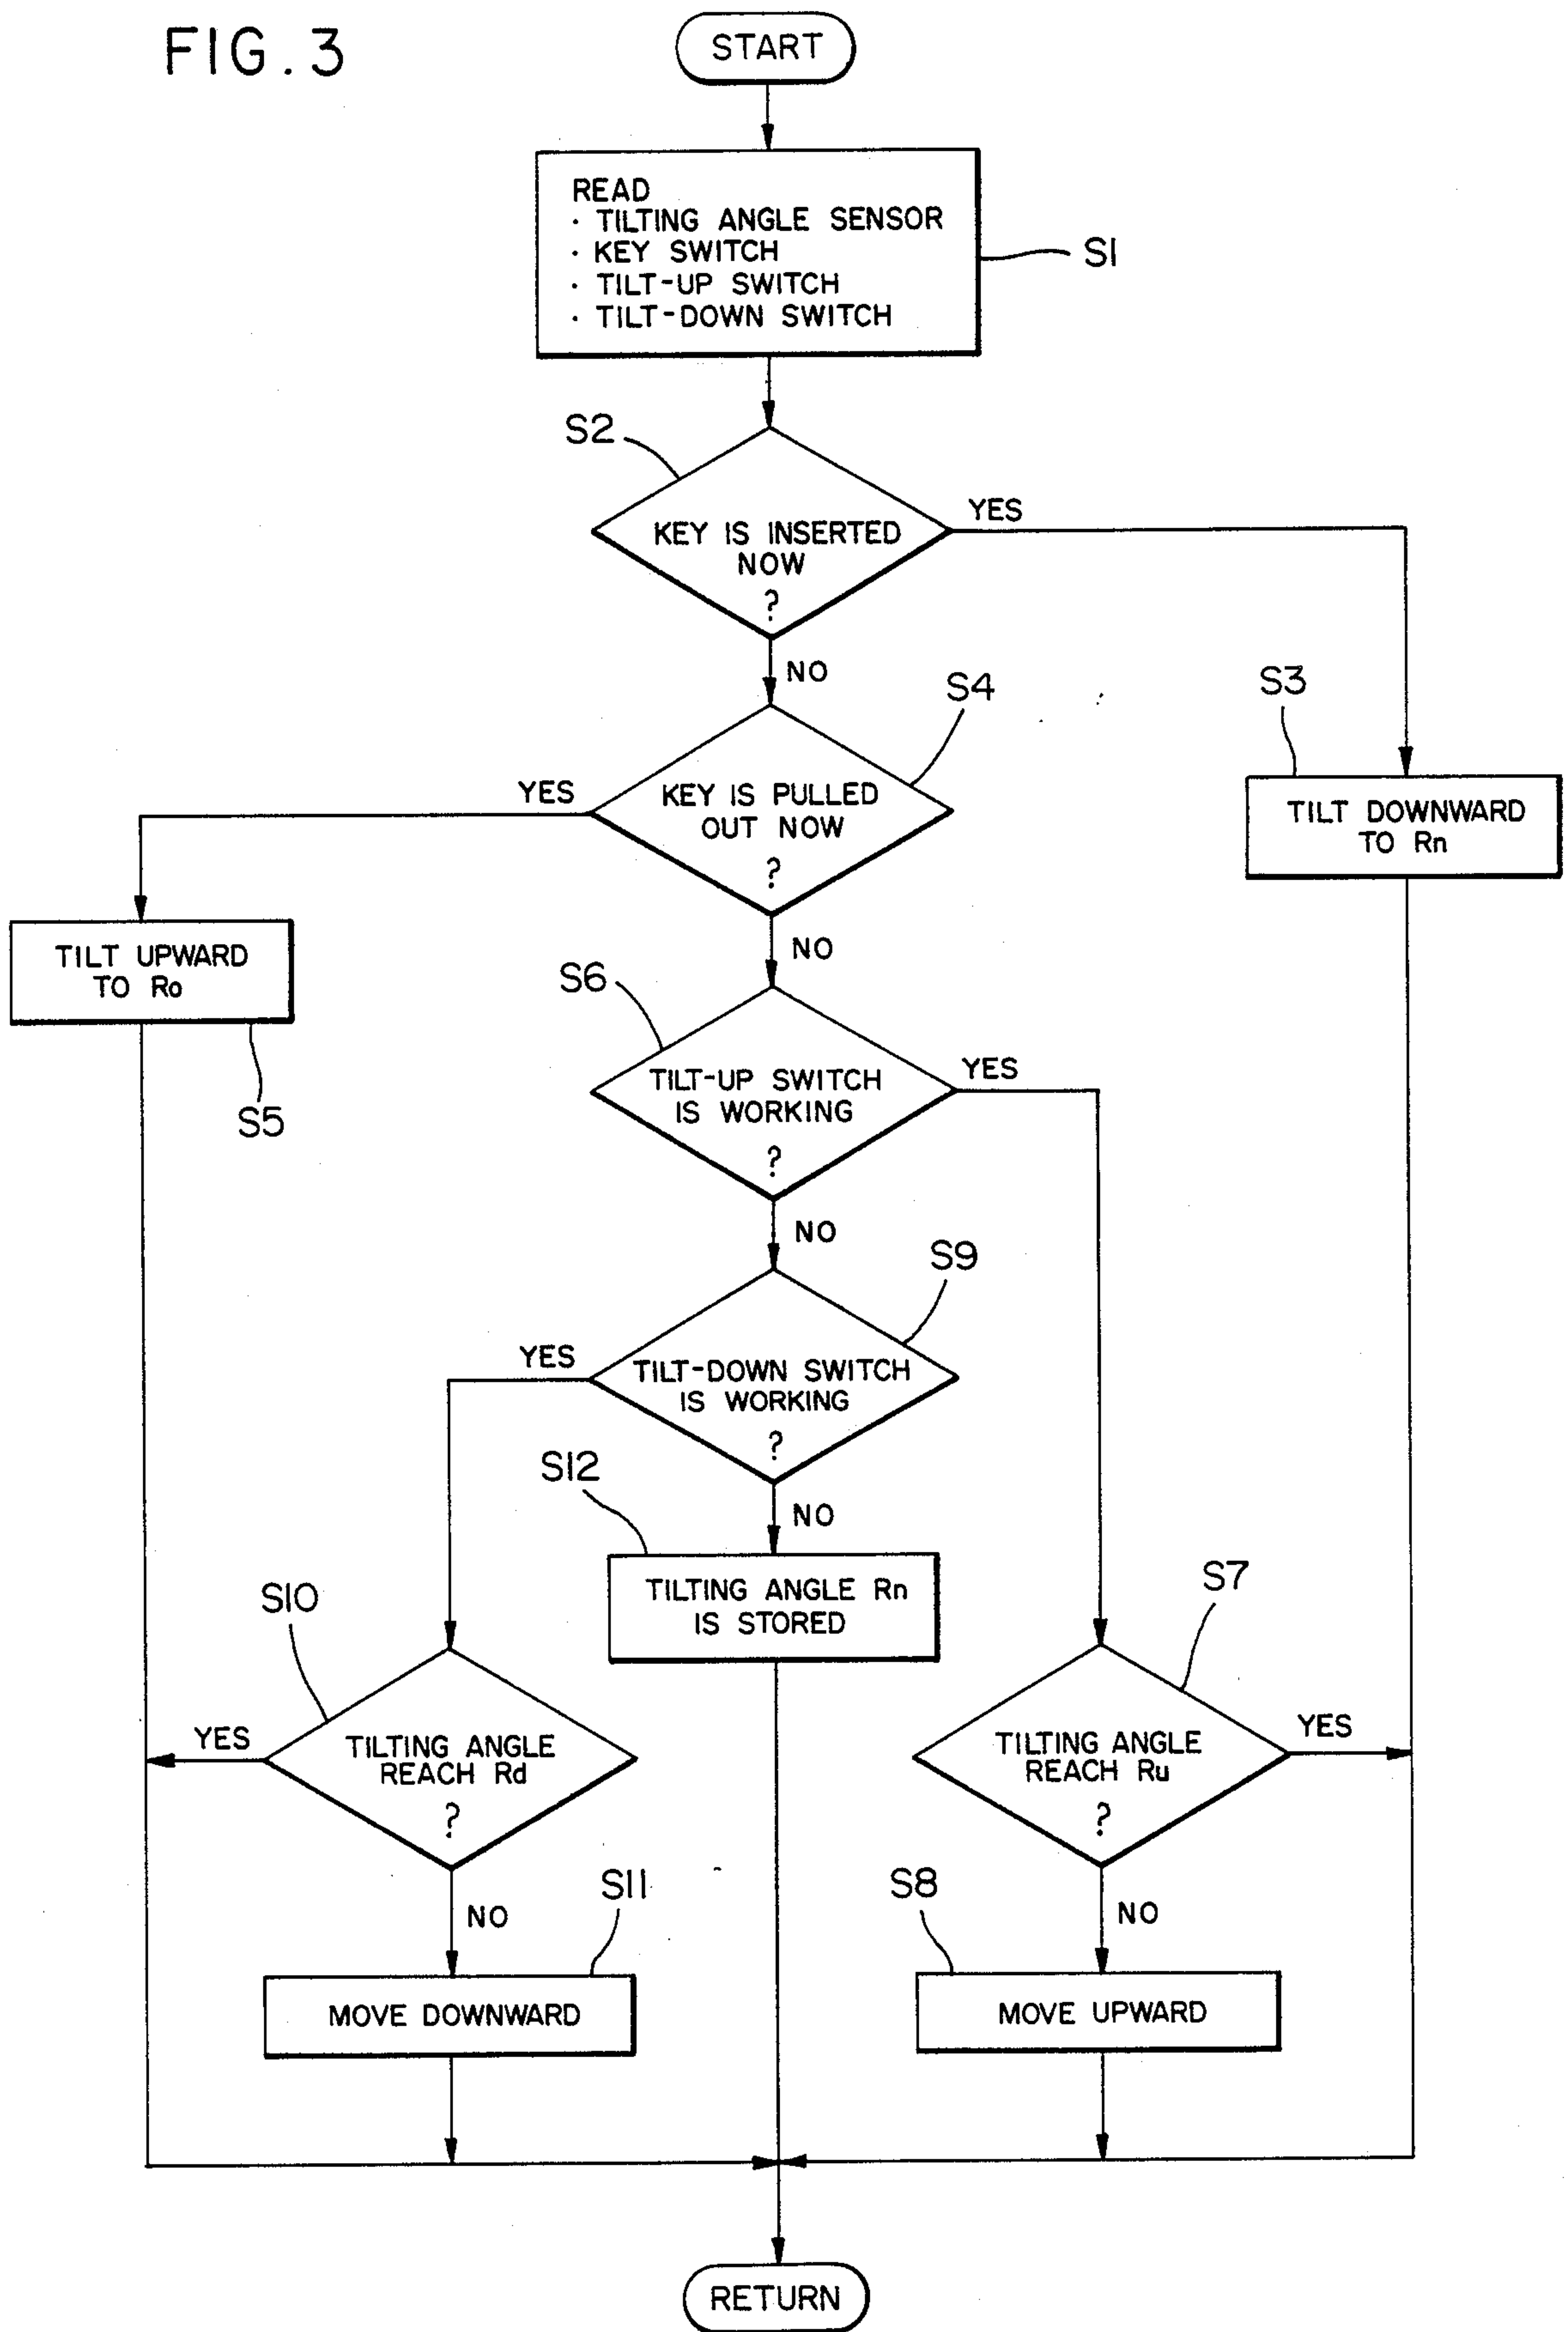 FIG. 3
START
READ
· TILTING ANGLE SENSOR
· KEY SWITCH
· TILT-UP SWITCH
· TILT-DOWN SWITCH
S1
S2
KEY IS INSERTED
NOW
?
YES
NO
S4
S3
KEY IS PULLED
OUT NOW
?
YES
TILT DOWNWARD
TO Rn
NO
TILT UPWARD
TO Ro
S5
S6
TILT-UP SWITCH
IS WORKING
?
YES
NO
S9
TILT-DOWN SWITCH
IS WORKING
?
YES
NO
S12
TILTING ANGLE Rn
IS STORED
S10
S7
TILTING ANGLE
REACH Rd
?
YES
TILTING ANGLE
REACH Ru
?
YES
NO
NO
S11
S8
MOVE DOWNWARD
MOVE UPWARD
RETURN